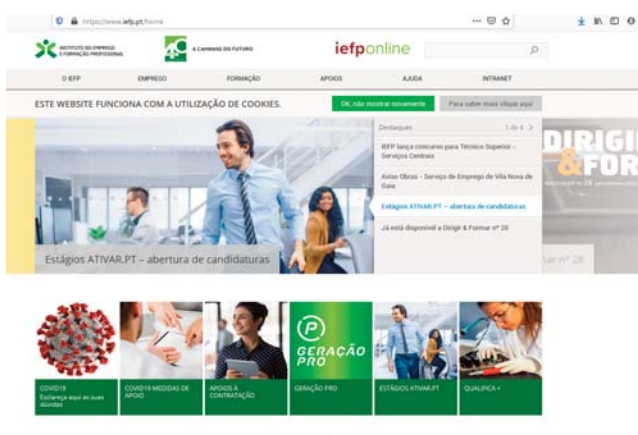 https://www.iefp.pt/home
INSTITUTO DO EMPREGO
E FORMAÇÃO PROFISSIONAL
40
A CAMINHO DO FUTURO
iefponline
O IEFP
EMPREGO
FORMAÇÃO
APOIOS
AJUDA
INTRANET
ESTE WEBSITE FUNCIONA COM A UTILIZAÇÃO DE COOKIES.
OK, não mostrar novamente
Para saber mais clique aqui
Destaques
1 de 4 >
IEFP lança concurso para Técnico Superior -
Serviços Centrais
Aviso Obras - Serviço de Emprego de Vila Nova de
Gaia
Estágios ATIVAR.PT – abertura de candidaturas
Já está disponível a Dirigir & Formar nº 28
Estágios ATIVAR.PT – abertura de candidaturas
DIRIGI
& FOR
ar nº 28
P
GERAÇÃO
PRO
COVID19
Esclareça aqui as suas
dúvidas
COVID19 MEDIDAS DE
APOIO
APOIOS À
CONTRATAÇÃO
GERAÇÃO PRO
ESTÁGIOS ATIVAR.PT
QUALIFICA +